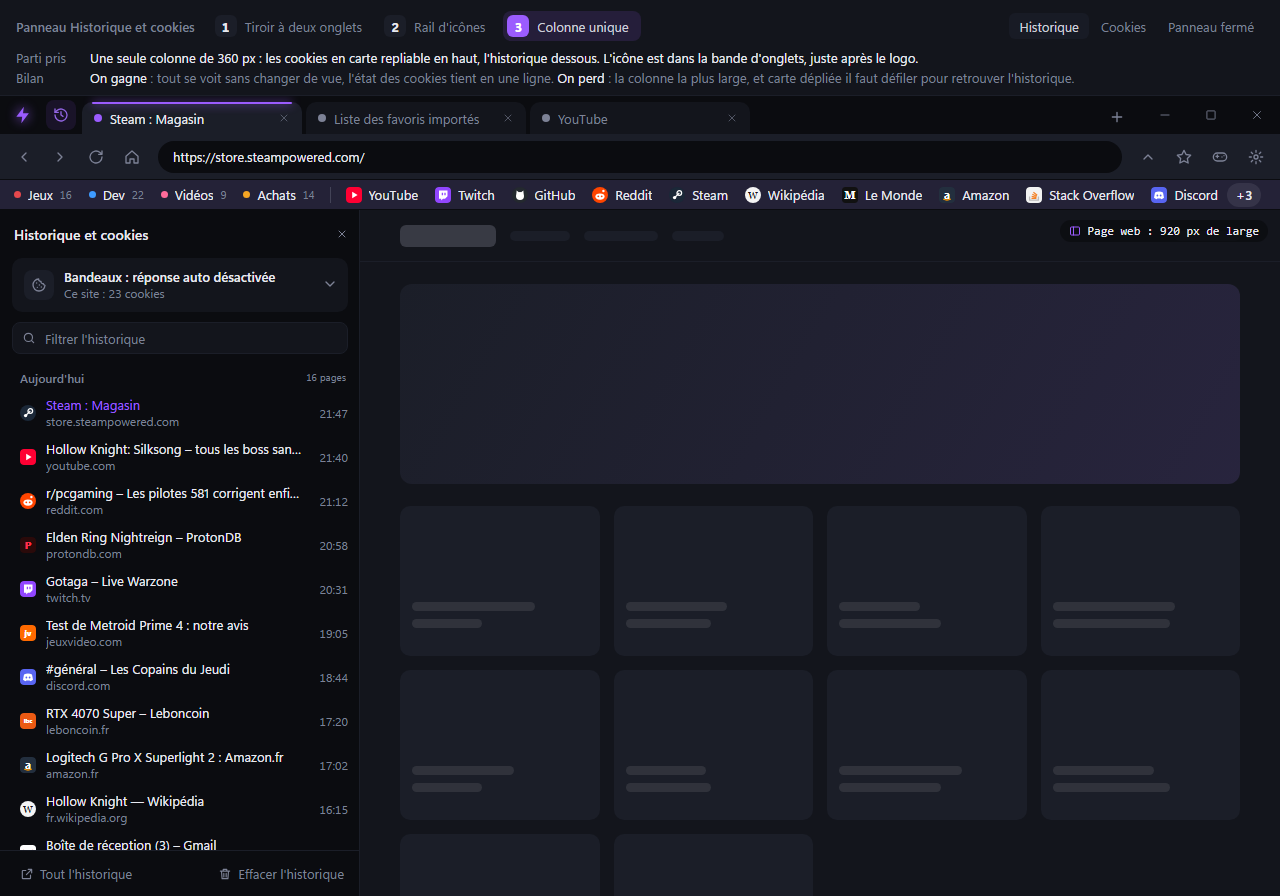 Panneau Historique et cookies 1 Tiroir à deux onglets 2 Rail d'icônes 3 Colonne unique Historique Cookies Panneau fermé
Parti pris Une seule colonne de 360 px : les cookies en carte repliable en haut, l'historique dessous. L'icône est dans la bande d'onglets, juste après le logo.
Bilan On gagne : tout se voit sans changer de vue, l'état des cookies tient en une ligne. On perd : la colonne la plus large, et carte dépliée il faut défiler pour retrouver l'historique.
Steam : Magasin Liste des favoris importés YouTube
https://store.steampowered.com/
Jeux 16 Dev 22 Vidéos 9 Achats 14 YouTube Twitch GitHub Reddit Steam W Wikipédia M Le Monde a Amazon Stack Overflow Discord +3
Historique et cookies
Page web : 920 px de large
Bandeaux : réponse auto désactivée
Ce site : 23 cookies
Filtrer l'historique
Aujourd'hui 16 pages
Steam : Magasin
store.steampowered.com
21:47
Hollow Knight: Silksong – tous les boss san…
youtube.com
21:40
r/pcgaming – Les pilotes 581 corrigent enfi…
reddit.com
21:12
P
Elden Ring Nightreign – ProtonDB
protondb.com
20:58
Gotaga – Live Warzone
twitch.tv
20:31
jv
Test de Metroid Prime 4 : notre avis
jeuxvideo.com
19:05
#général – Les Copains du Jeudi
discord.com
18:44
lbc
RTX 4070 Super – Leboncoin
leboncoin.fr
17:20
a
Logitech G Pro X Superlight 2 : Amazon.fr
amazon.fr
17:02
W
Hollow Knight — Wikipédia
fr.wikipedia.org
16:15
Boîte de réception (3) – Gmail
Tout l'historique Effacer l'historique